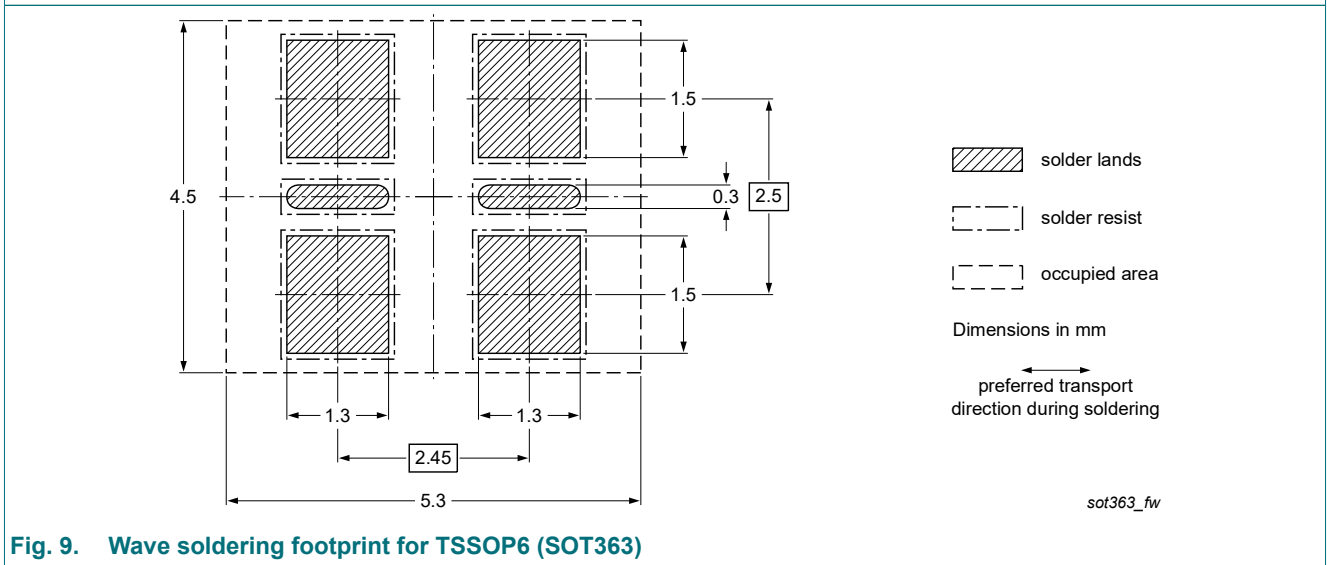 1.5
solder lands
4.5
0.3
2.5
solder resist
occupied area
1.5
Dimensions in mm
preferred transport
direction during soldering
1.3
1.3
2.45
5.3
sot363_fw
Fig. 9. Wave soldering footprint for TSSOP6 (SOT363)